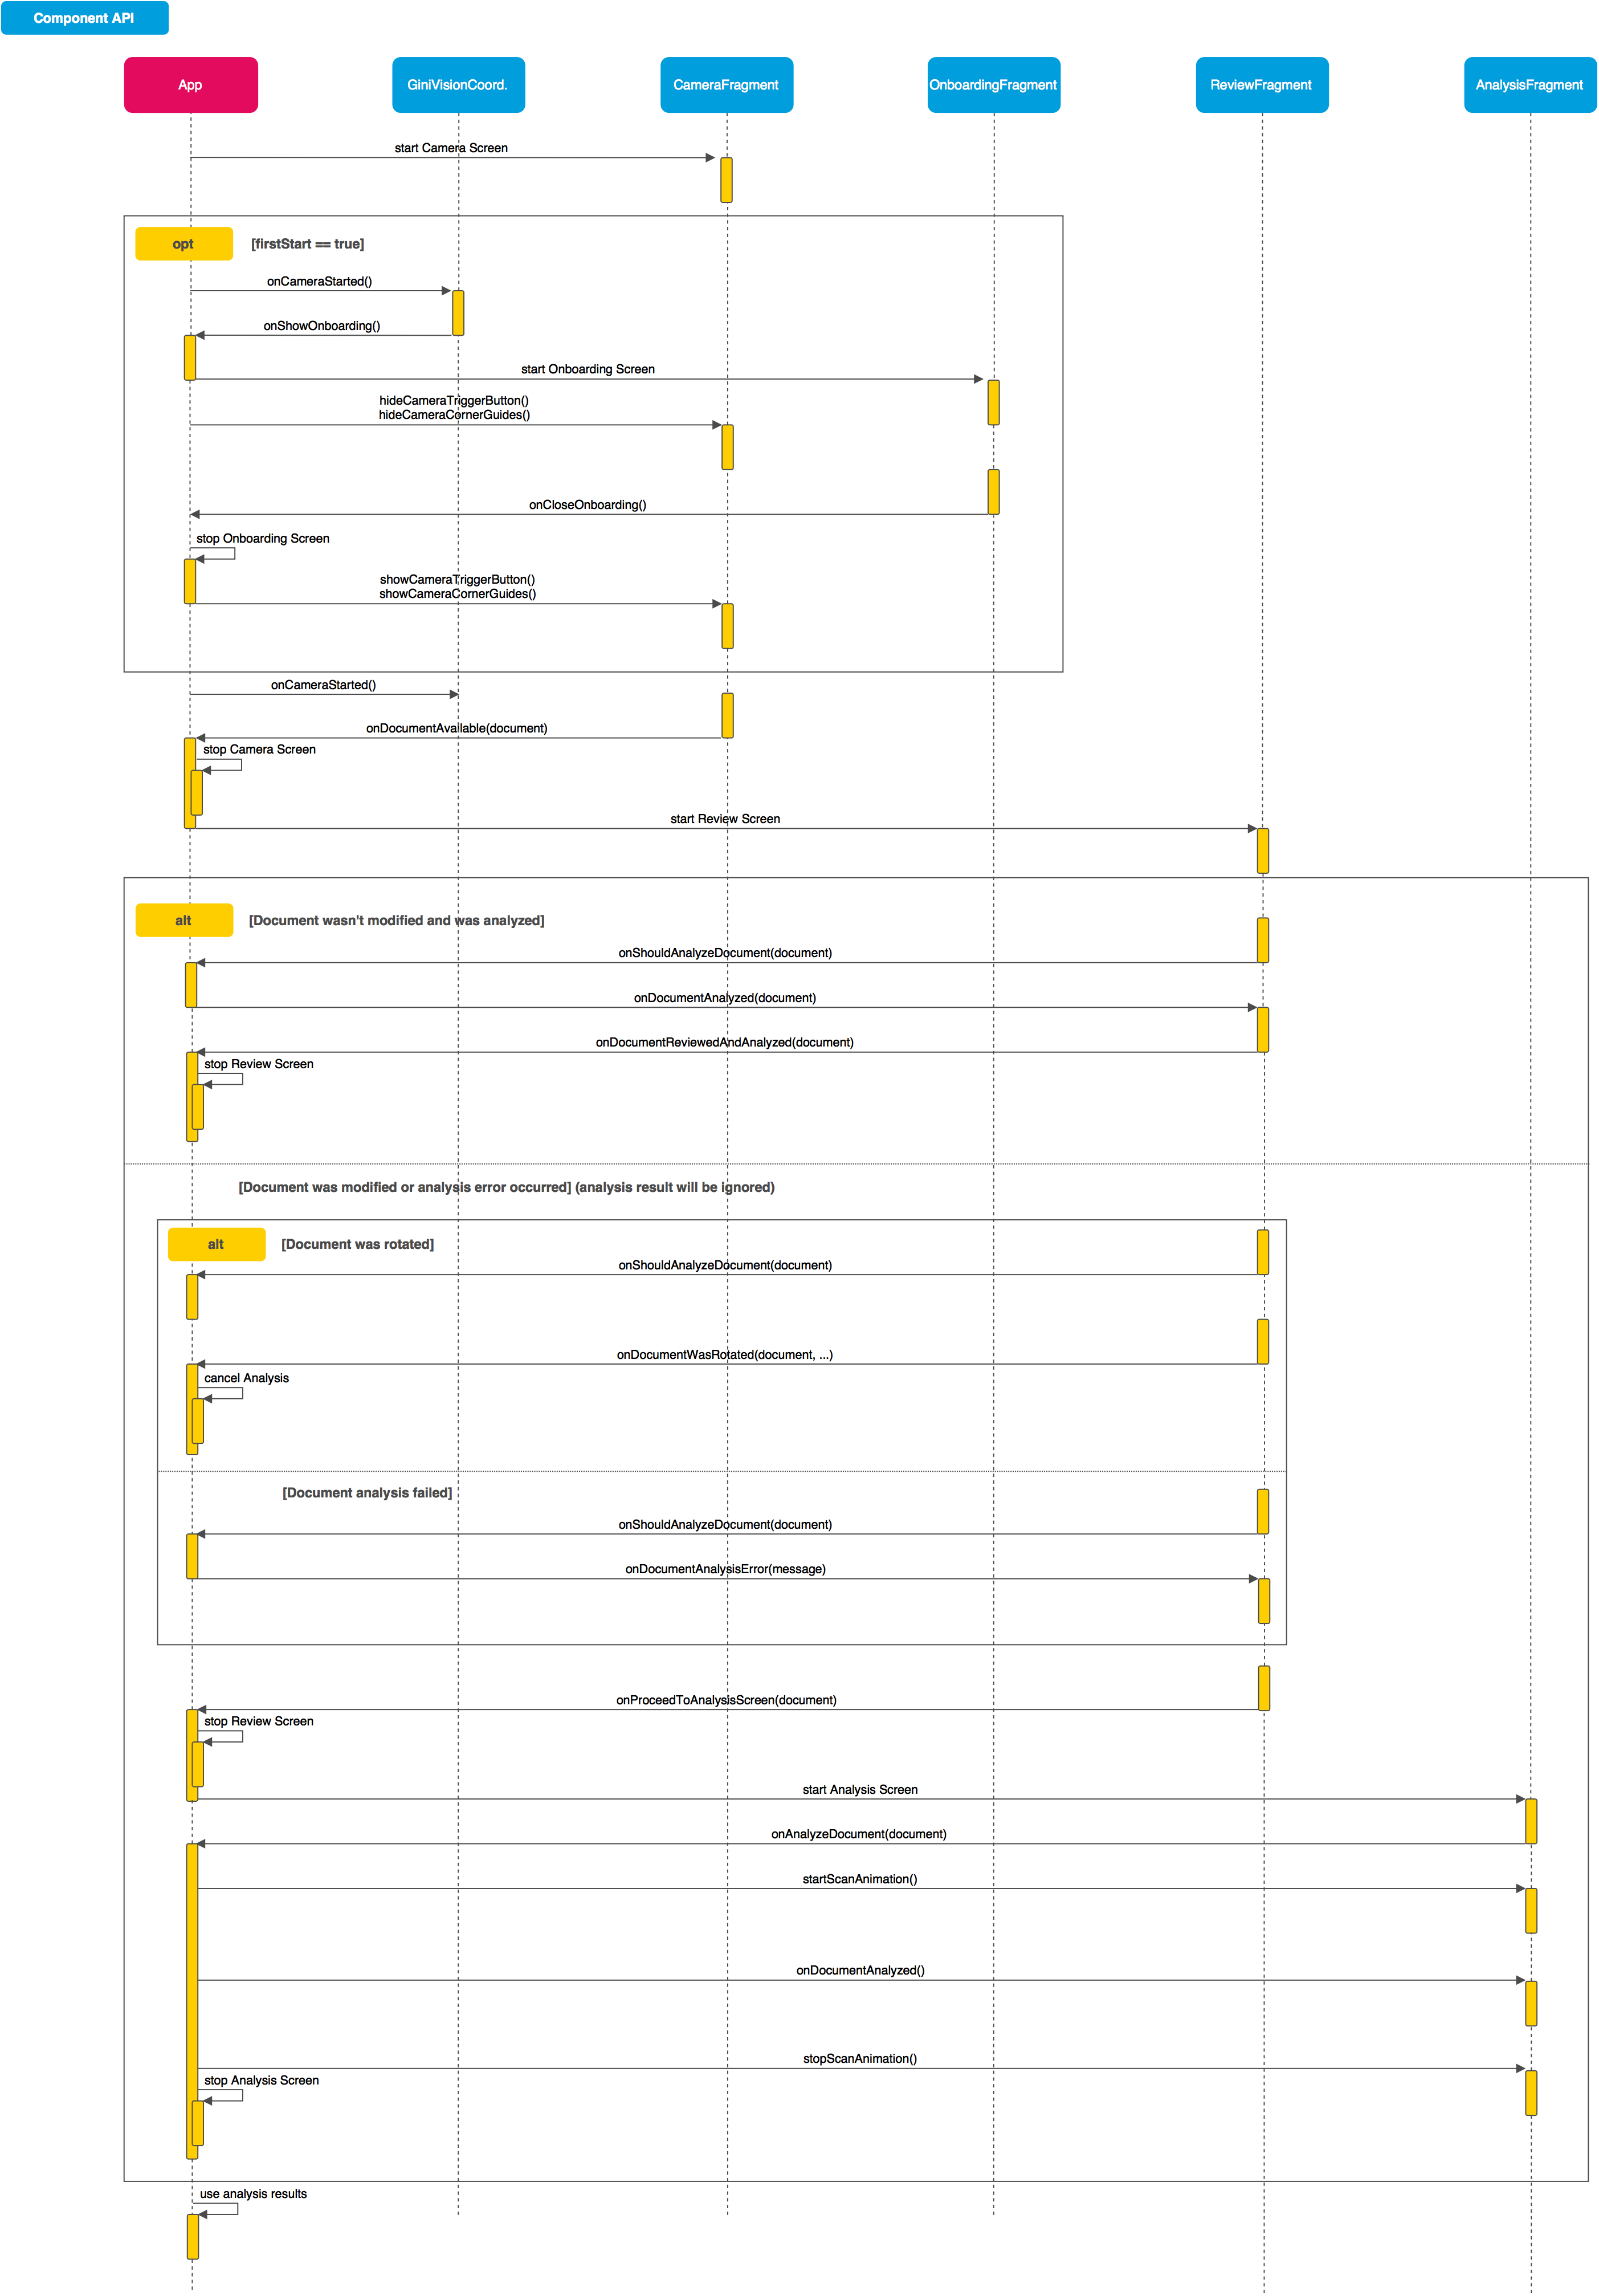 Component API
App
GiniVisionCoord.
CameraFragment
OnboardingFragment
ReviewFragment
AnalysisFragment
start Camera Screen
opt
[firstStart == true]
onCameraStarted()
onShowOnboarding()
start Onboarding Screen
hideCameraTriggerButton()
hideCameraCornerGuides()
onCloseOnboarding()
stop Onboarding Screen
showCameraTriggerButton()
showCameraCornerGuides()
onCameraStarted()
onDocumentAvailable(document)
stop Camera Screen
start Review Screen
alt
[Document wasn't modified and was analyzed]
onShouldAnalyzeDocument(document)
onDocumentAnalyzed(document)
onDocumentReviewedAndAnalyzed(document)
stop Review Screen
[Document was modified or analysis error occurred] (analysis result will be ignored)
alt
[Document was rotated]
onShouldAnalyzeDocument(document)
onDocumentWasRotated(document, ...)
cancel Analysis
[Document analysis failed]
onShouldAnalyzeDocument(document)
onDocumentAnalysisError(message)
onProceedToAnalysisScreen(document)
stop Review Screen
start Analysis Screen
onAnalyzeDocument(document)
startScanAnimation()
onDocumentAnalyzed()
stopScanAnimation()
stop Analysis Screen
use analysis results